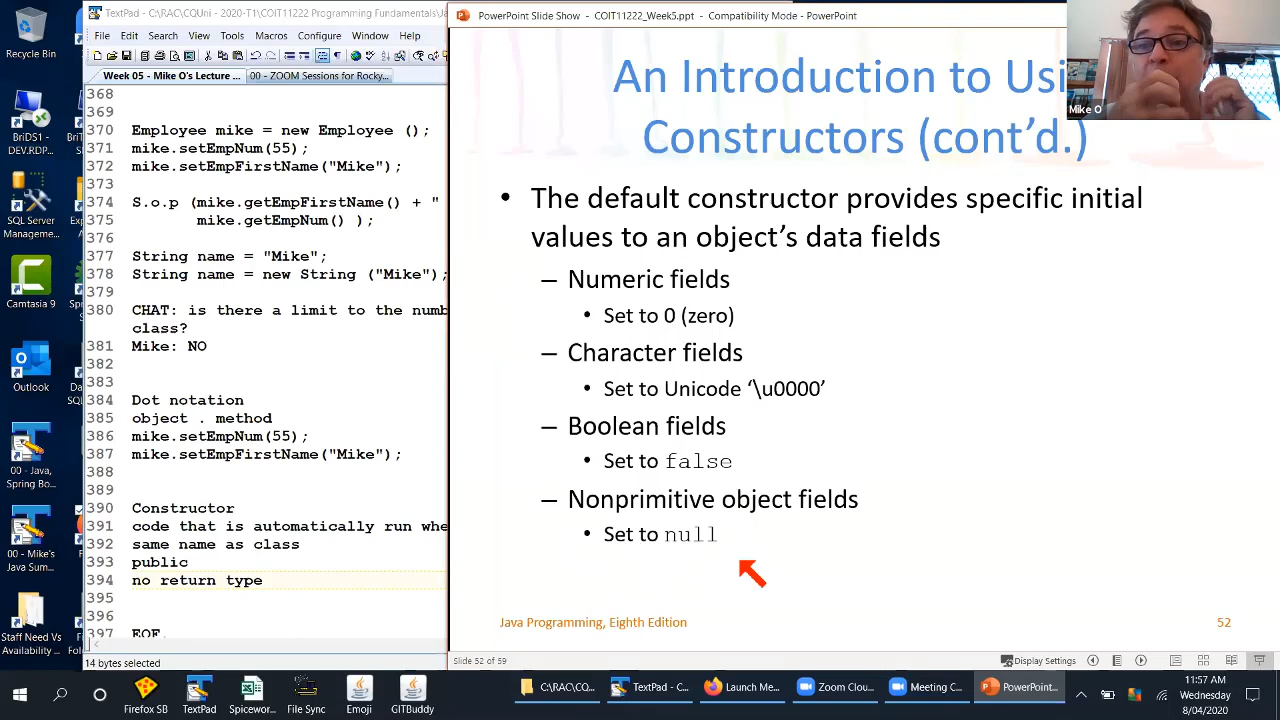 Recycle Bin
BriDS1 -
DEV.RDP...
SQL Server
Manageme...
Camtasia 9
Outlook
00 - Java,
Spring Bo...
00 - Mike's
Java Sum...
Staff Need Vs
Availability ...
TextPad - C:\RAC\CQUni - 2020-T1\COIT11222 Programming Fundamentals\
File Edit Search View Tools Macros Configure Window Help
Week 05 - Mike O's Lecture ...
00 - ZOOM Sessions for
368
369
370 Employee mike = new Employee ();
371 mike.setEmpNum(55);
372 mike.setEmpFirstName("Mike");
373
374 S.o.p (mike.getEmpFirstName() + "
375 mike.getEmpNum() );
376
377 String name = "Mike";
378 String name = new String ("Mike");
379
380 CHAT: is there a limit to the numb
class?
381 Mike: NO
382
383
384 Dot notation
385 object . method
386 mike.setEmpNum(55);
387 mike.setEmpFirstName("Mike");
388
389
390 Constructor
391 code that is automatically run whe
392 same name as class
393 public
394 no return type
395
396
397 EOF.
14 bytes selected
PowerPoint Slide Show - COIT11222_Week5.ppt - Compatibility Mode - PowerPoint
An Introduction to Usi
Constructors (cont’d.)
• The default constructor provides specific initial
values to an object’s data fields
– Numeric fields
• Set to 0 (zero)
– Character fields
• Set to Unicode ‘\u0000’
– Boolean fields
• Set to false
– Nonprimitive object fields
• Set to null
Java Programming, Eighth Edition
52
Mike O
Slide 52 of 59
Display Settings
Firefox SB
TextPad
Spicewor...
File Sync
Emoji
GITBuddy
C:\RAC\CQ...
TextPad - C...
Launch Me...
Zoom Clou...
Meeting C...
PowerPoint...
11:57 AM
Wednesday
8/04/2020